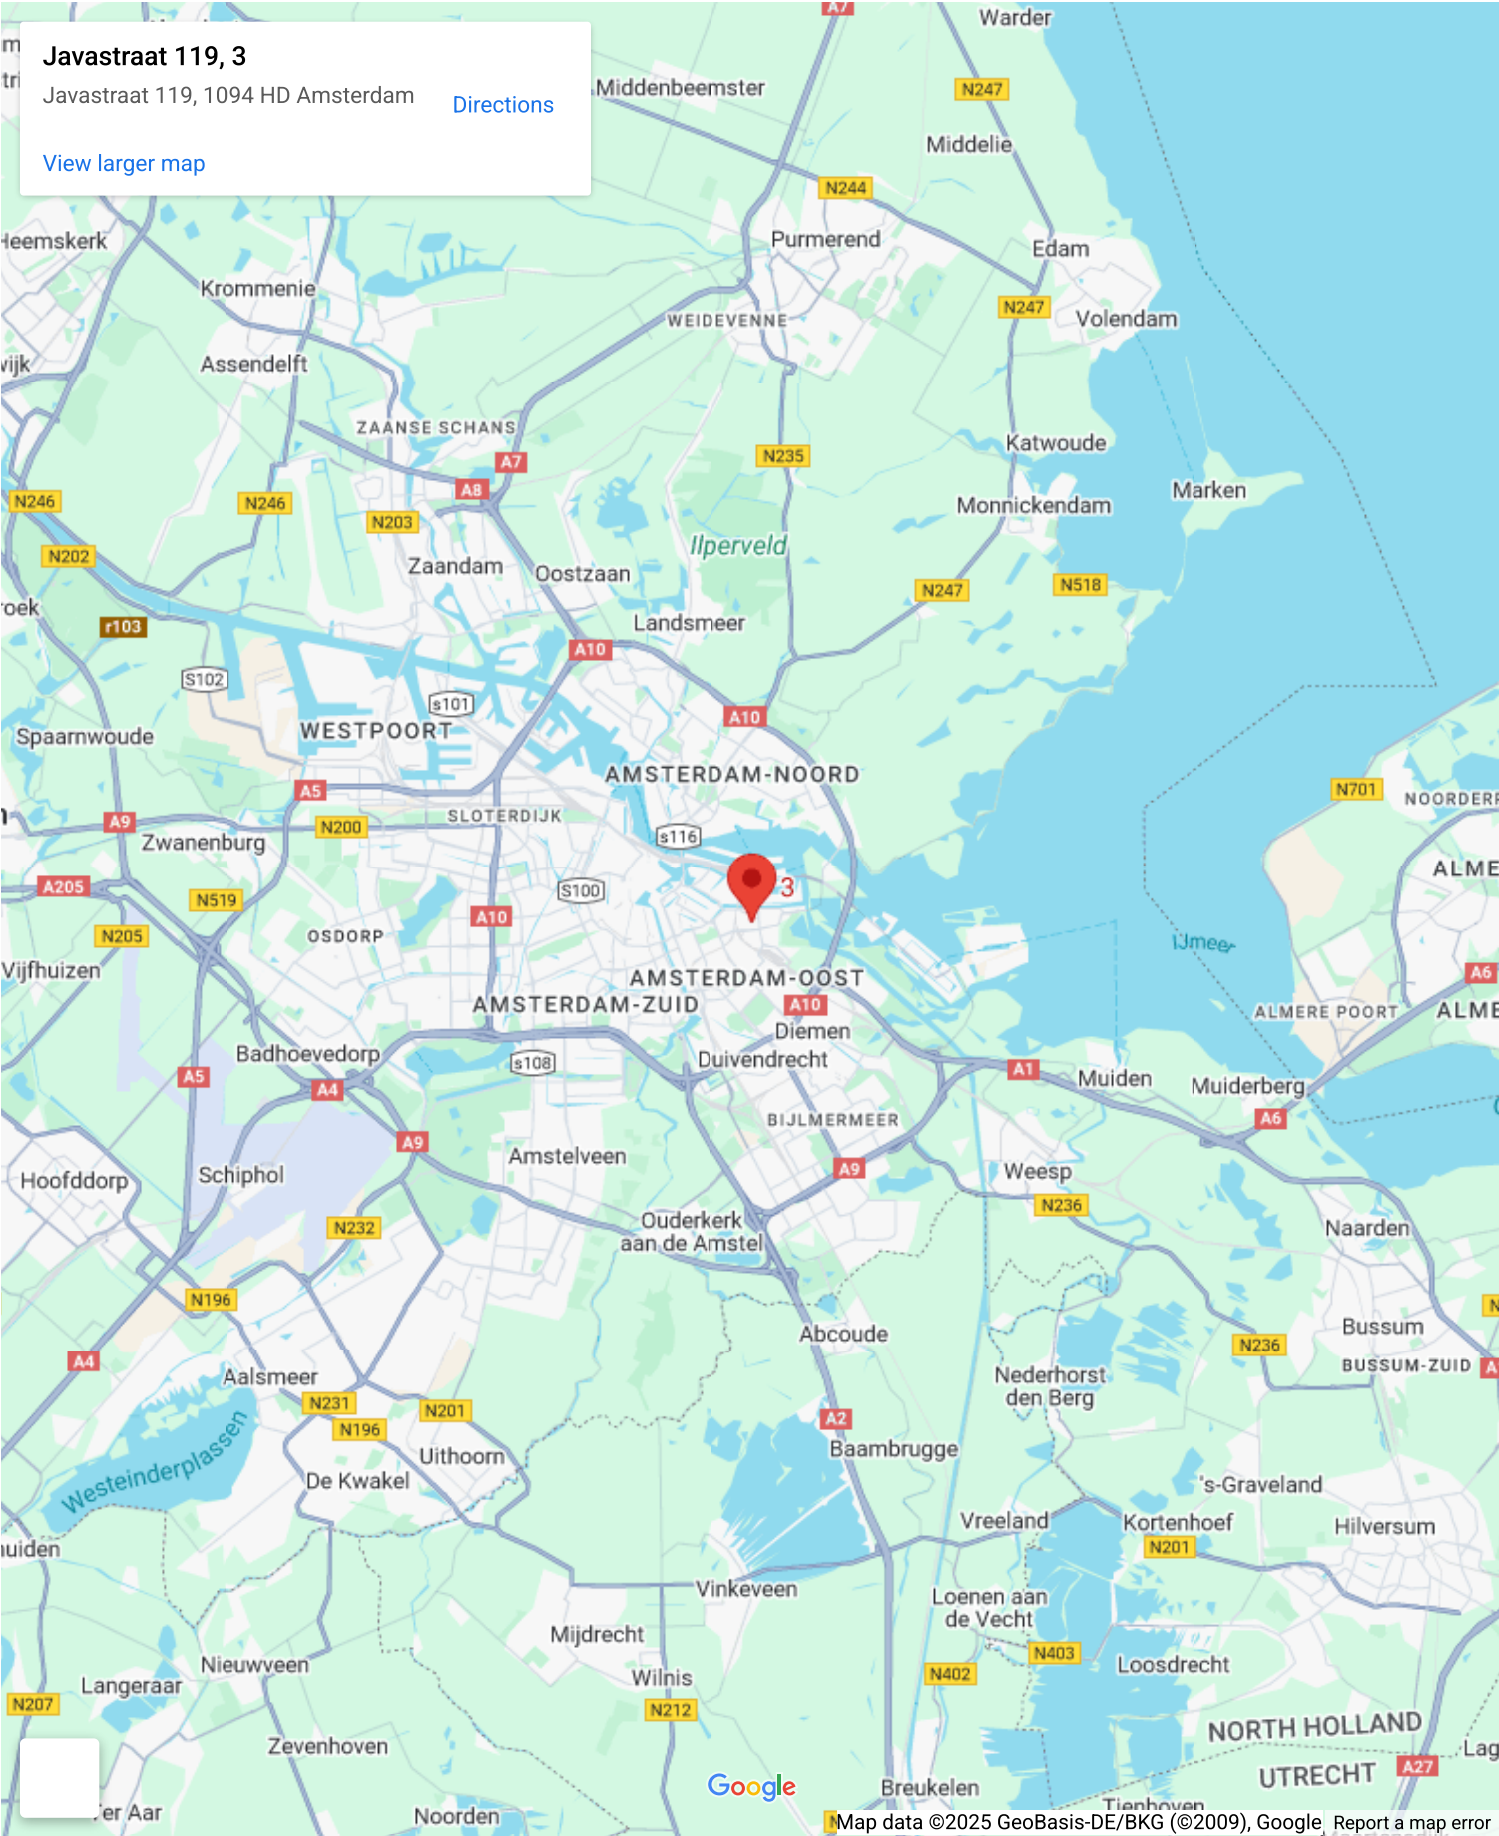 Javastraat 119, 3
Javastraat 119, 1094 HD Amsterdam
Directions
View larger map
A7
Warder
Middenbeemster
N247
Middelie
N244
Heemskerk
Purmerend
Edam
Krommenie
N247
WEIDEVENNE
Volendam
Assendelft
ZAANSE SCHANS
Katwoude
N235
A7
A8
Marken
N246
N246
Monnickendam
N203
Ilperveld
N202
Zaandam
Oostzaan
N518
N247
Landsmeer
r103
A10
S102
s101
A10
WESTPOORT
Spaarnwoude
AMSTERDAM-NOORD
A5
N701
SLOTERDIJK
A9
N200
s116
Zwanenburg
A205
S100
3
N519
A10
N205
OSDORP
IJmeer
Vijfhuizen
AMSTERDAM-OOST
A6
AMSTERDAM-ZUID
A10
ALMERE POORT
Diemen
Badhoevedorp
s108
Duivendrecht
A1
A5
A4
Muiden
Muiderberg
BIJLMERMEER
A6
A9
Amstelveen
A9
Hoofddorp
Schiphol
Weesp
N236
Ouderkerk
aan de Amstel
N232
Naarden
N196
Abcoude
Bussum
N236
A4
Aalsmeer
Nederhorst
den Berg
BUSSUM-ZUID
N231
N201
A2
N196
Baambrugge
Westeinderplassen
Uithoorn
De Kwakel
's-Graveland
Vreeland
Kortenhoef
Hilversum
N201
Vinkeveen
Loenen aan
de Vecht
Mijdrecht
N403
Nieuwveen
Loosdrecht
Langeraar
Wilnis
N402
N207
N212
NORTH HOLLAND
Zevenhoven
A27
UTRECHT
Google
Breukelen
Ter Aar
Noorden
Tienhoven
Map data ©2025 GeoBasis-DE/BKG (©2009), Google
Report a map error